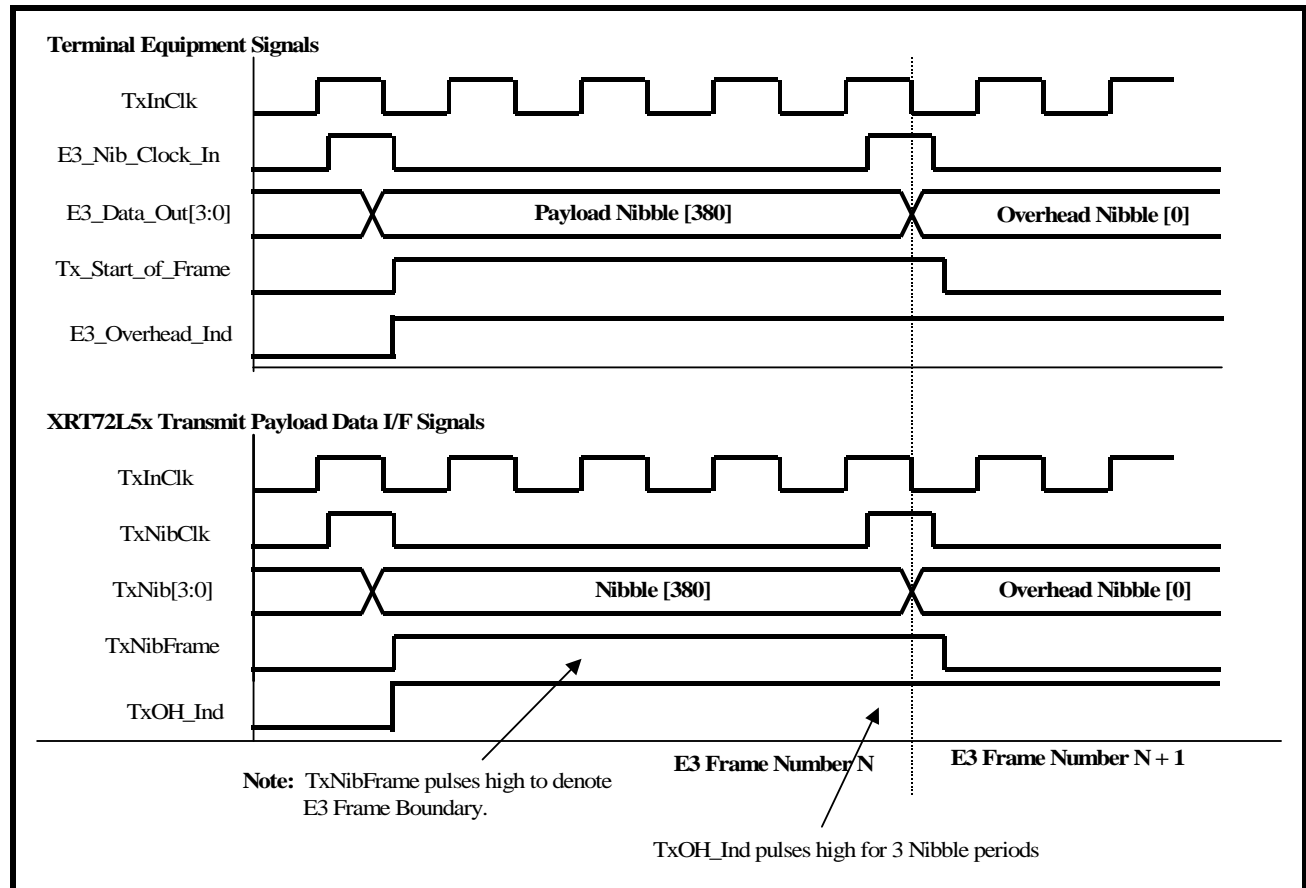 Terminal Equipment Signals
TxInClk
E3_Nib_Clock_In
E3_Data_Out[3:0]
Payload Nibble [380]
Overhead Nibble [0]
Tx_Start_of_Frame
E3_Overhead_Ind
XRT72L5x Transmit Payload Data I/F Signals
TxInClk
TxNibClk
TxNib[3:0]
Nibble [380]
Overhead Nibble [0]
TxNibFrame
TxOH_Ind
E3 Frame Number N
E3 Frame Number N + 1
Note: TxNibFrame pulses high to denote
E3 Frame Boundary.
TxOH_Ind pulses high for 3 Nibble periods